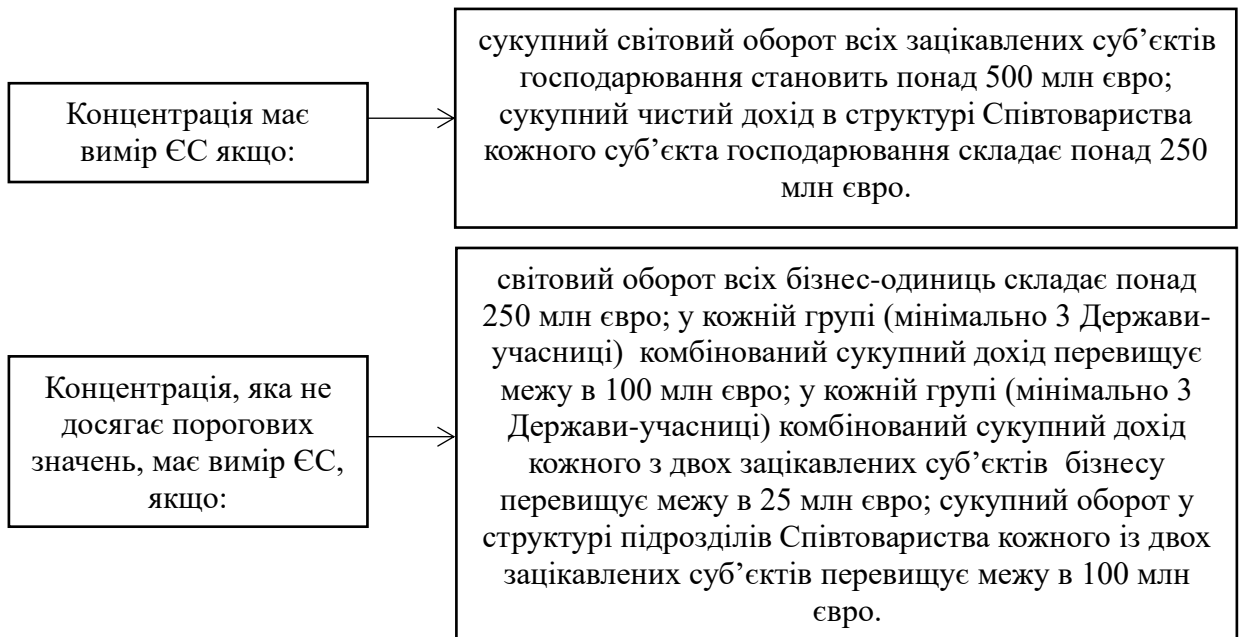 Концентрація має
вимір ЄС якщо:
сукупний світовий оборот всіх зацікавлених суб’єктів
господарювання становить понад 500 млн євро;
сукупний чистий дохід в структурі Співтовариства
кожного суб’єкта господарювання складає понад 250
млн євро.
Концентрація, яка не
досягає порогових
значень, має вимір ЄС,
якщо:
світовий оборот всіх бізнес-одиниць складає понад
250 млн євро; у кожній групі (мінімально 3 Держави-
учасниці) комбінований сукупний дохід перевищує
межу в 100 млн євро; у кожній групі (мінімально 3
Держави-учасниці) комбінований сукупний дохід
кожного з двох зацікавлених суб’єктів бізнесу
перевищує межу в 25 млн євро; сукупний оборот у
структурі підрозділів Співтовариства кожного із двох
зацікавлених суб’єктів перевищує межу в 100 млн
євро.